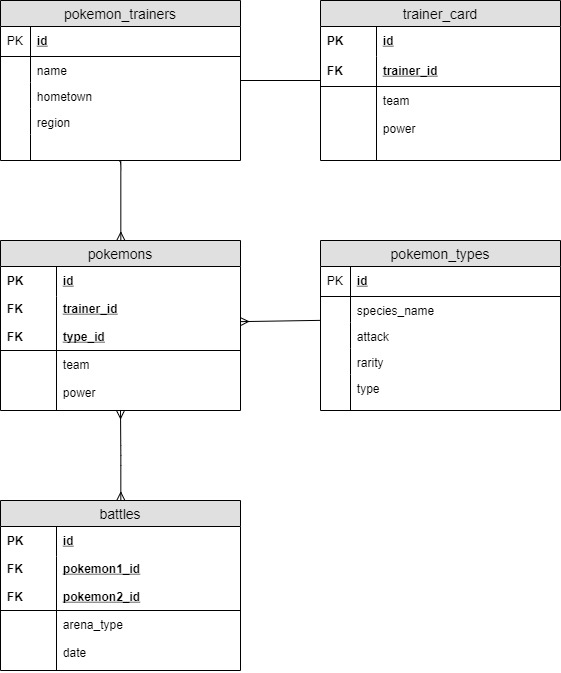 pokemon_trainers
PK id
name
hometown
region
trainer_card
PK id
FK trainer_id
team
power
pokemons
PK id
FK trainer_id
FK type_id
team
power
pokemon_types
PK id
species_name
attack
rarity
type
battles
PK id
FK pokemon1_id
FK pokemon2_id
arena_type
date